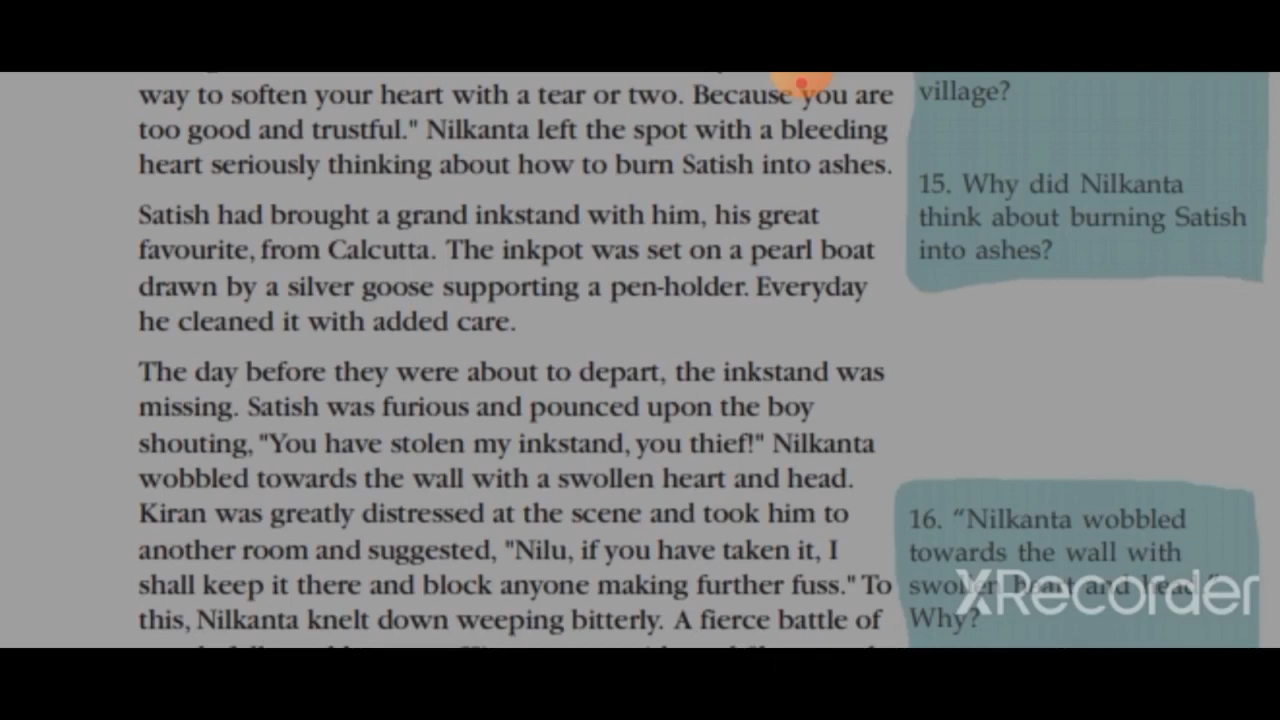 way to soften your heart with a tear or two. Because you are
too good and trustful." Nilkanta left the spot with a bleeding
heart seriously thinking about how to burn Satish into ashes.
Satish had brought a grand inkstand with him, his great
favourite, from Calcutta. The inkpot was set on a pearl boat
drawn by a silver goose supporting a pen-holder. Everyday
he cleaned it with added care.
The day before they were about to depart, the inkstand was
missing. Satish was furious and pounced upon the boy
shouting, "You have stolen my inkstand, you thief!" Nilkanta
wobbled towards the wall with a swollen heart and head.
Kiran was greatly distressed at the scene and took him to
another room and suggested, "Nilu, if you have taken it, I
shall keep it there and block anyone making further fuss." To
this, Nilkanta knelt down weeping bitterly. A fierce battle of
village?
15. Why did Nilkanta
think about burning Satish
into ashes?
16. “Nilkanta wobbled
towards the wall with
swollen heart and head.”
Why?
XRecorder